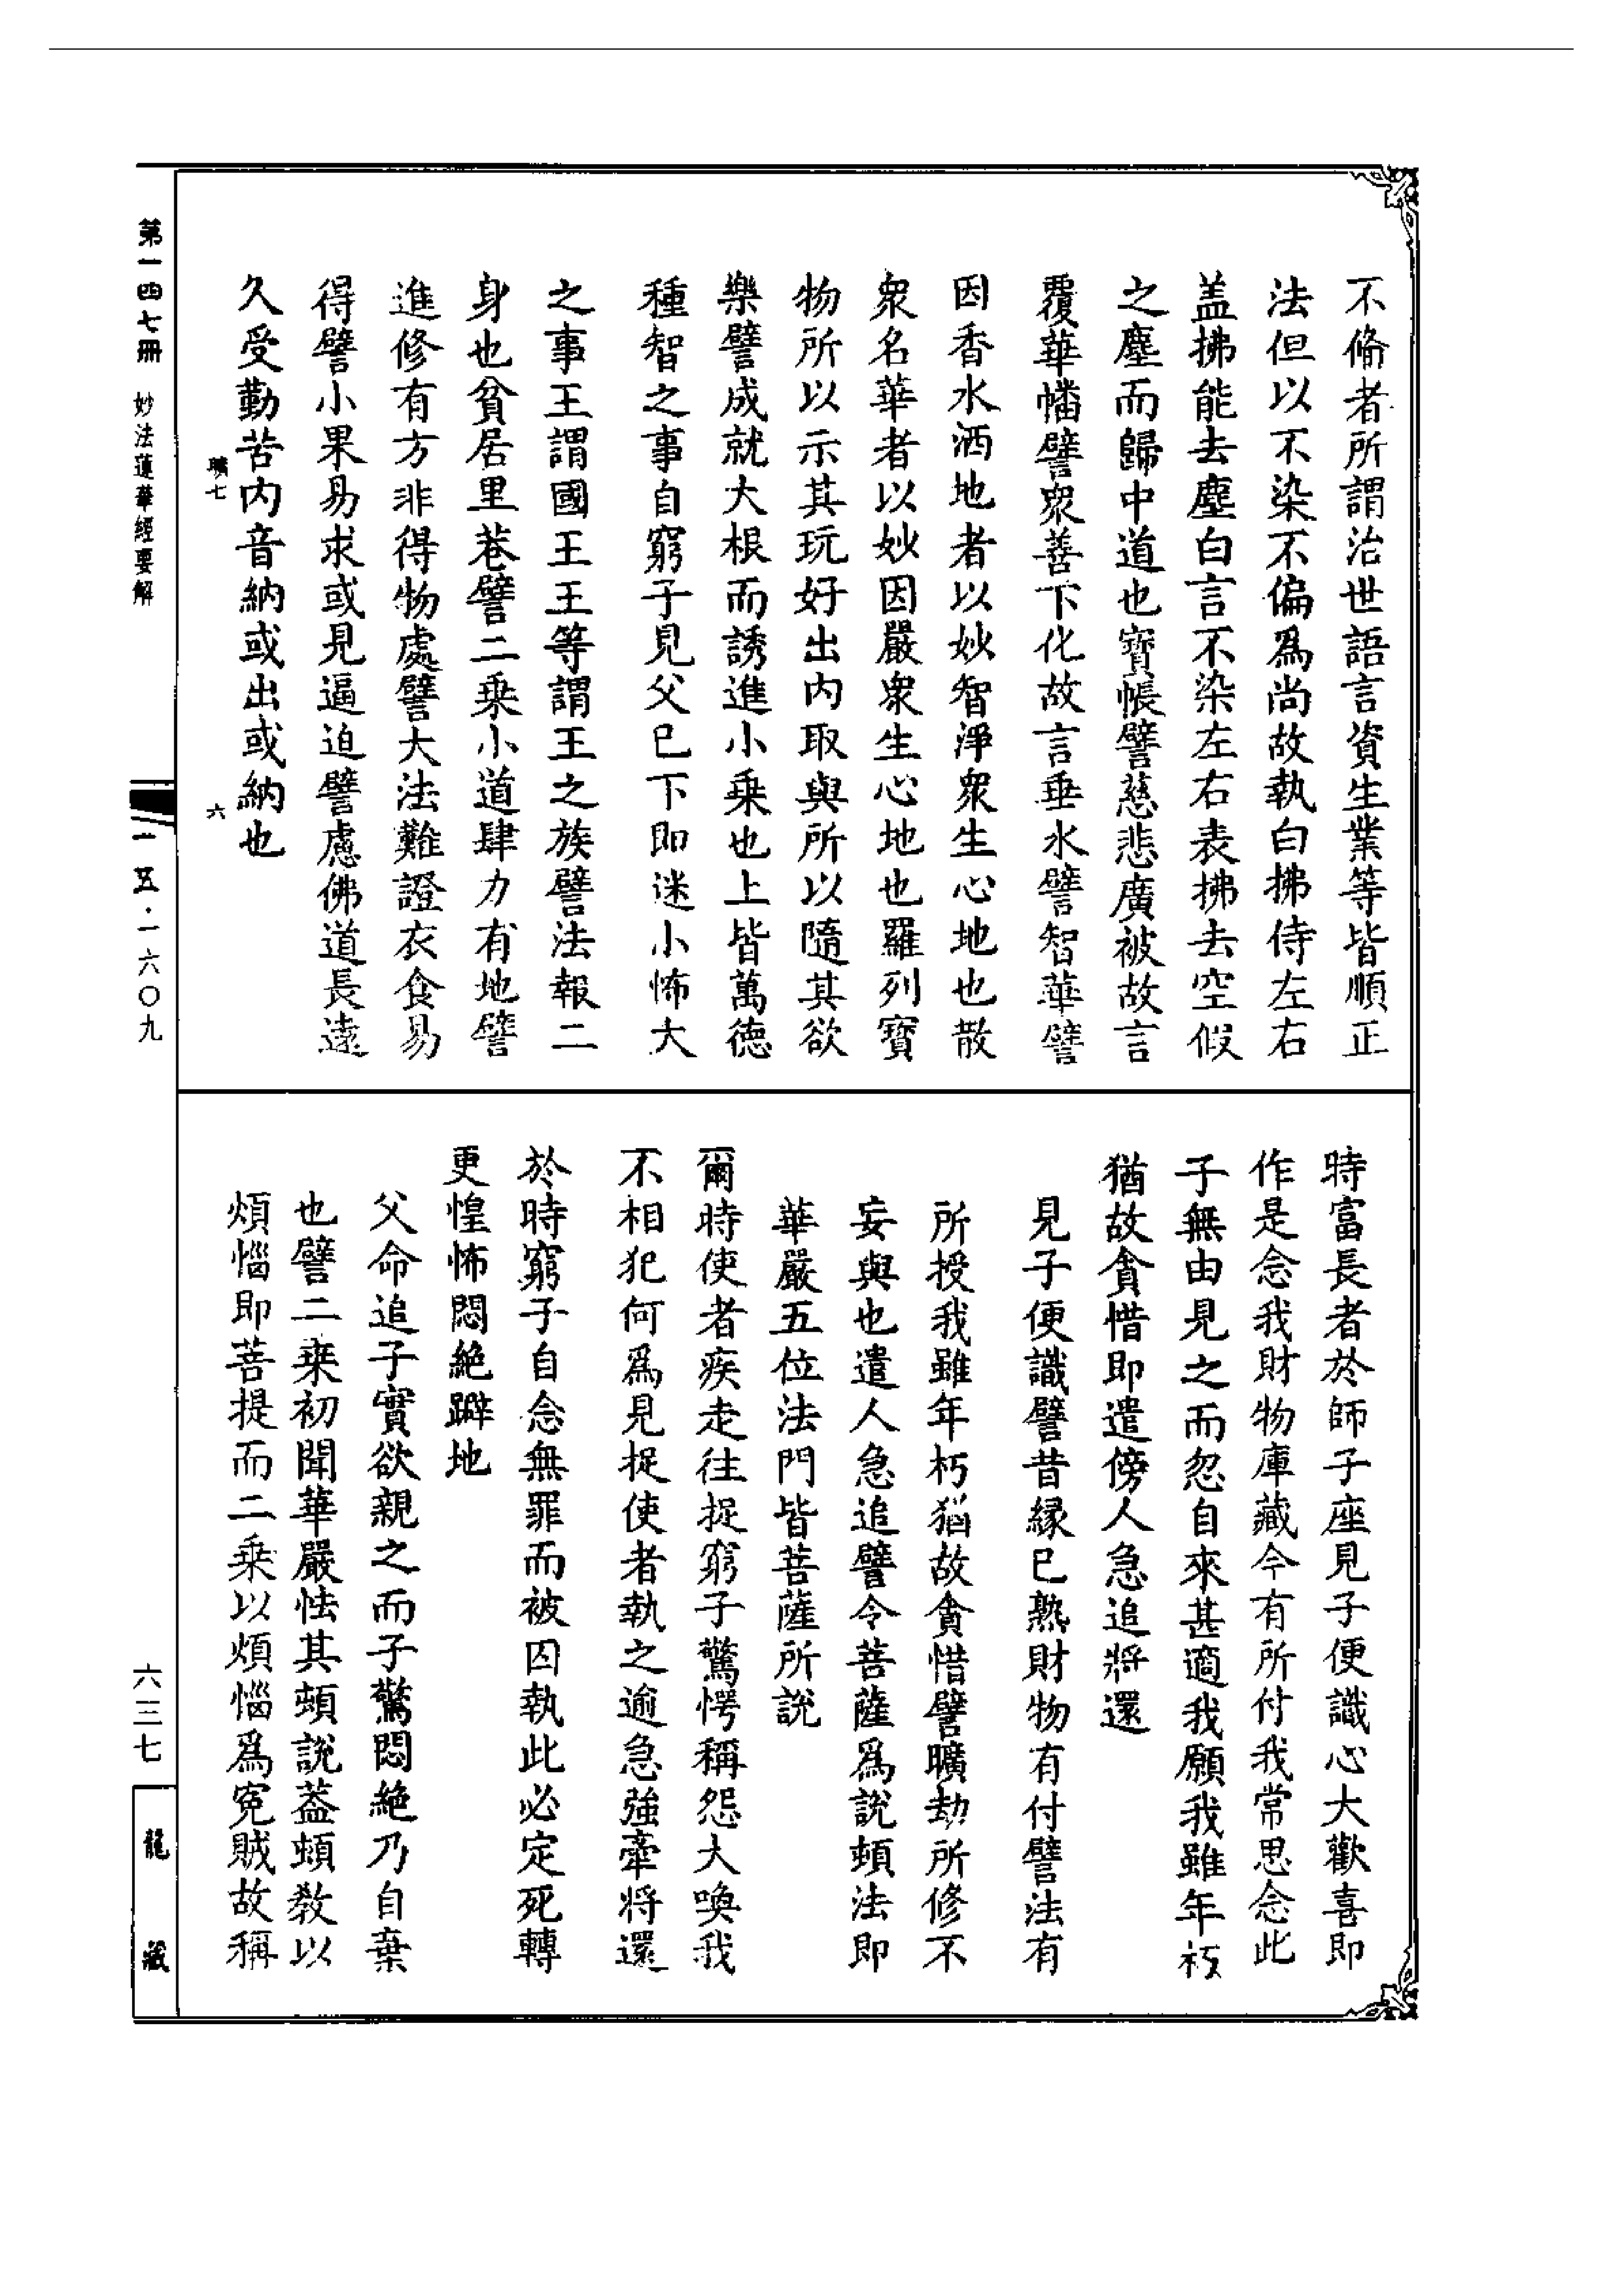 不脩者所謂治世語言資生業等皆順正
法但以不染不偏爲尚故執白拂侍左右
盖拂能去塵白言不染左右表拂去空假
之塵而歸中道也寳帳譬慈悲廣被故言
覆華幡譬衆善下化故言垂水譬智華譬
因香水洒地者以妙智淨衆生心地也散
衆名華者以妙因嚴衆生心地也羅列寳
物所以示其玩好出内取與所以隨其欲
樂譬成就大根而誘進小乗也上皆萬德
種智之事自窮子見父已下即迷小怖大
之事王謂國王王等謂王之族譬法報二
身也貧居里巷譬二乗小道肆力有地譬
進修有方非得物處譬大法難證衣食易
得譬小果易求或見逼迫譬慮佛道長遠
久受勤苦内音納或出或納也
曠七
六
時富長者於師子座見子便識心大歡喜即
作是念我財物庫藏今有所付我常思念此
子無由見之而忽自來甚適我願我雖年朽
猶故貪惜即遣傍人急追將還
見子便識譬昔縁已熟財物有付譬法有
所授我雖年朽猶故貪惜譬曠劫所修不
妄與也遣人急追譬令菩薩爲說頓法即
華嚴五位法門皆菩薩所說
爾時使者疾走往捉窮子驚愕稱怨大喚我
不相犯何爲見捉使者執之逾急強牽將還
於時窮子自念無罪而被囚執此必定死轉
更惶怖悶絶躃地
父命追子實欲親之而子驚悶絶乃自棄
也譬二乗初聞華嚴怯其頓說葢頓教以
煩惱即菩提而二乗以煩惱爲寃賊故稱
第一四七冊
妙法蓮華經要解
一五·一六〇九
六三七
龍藏